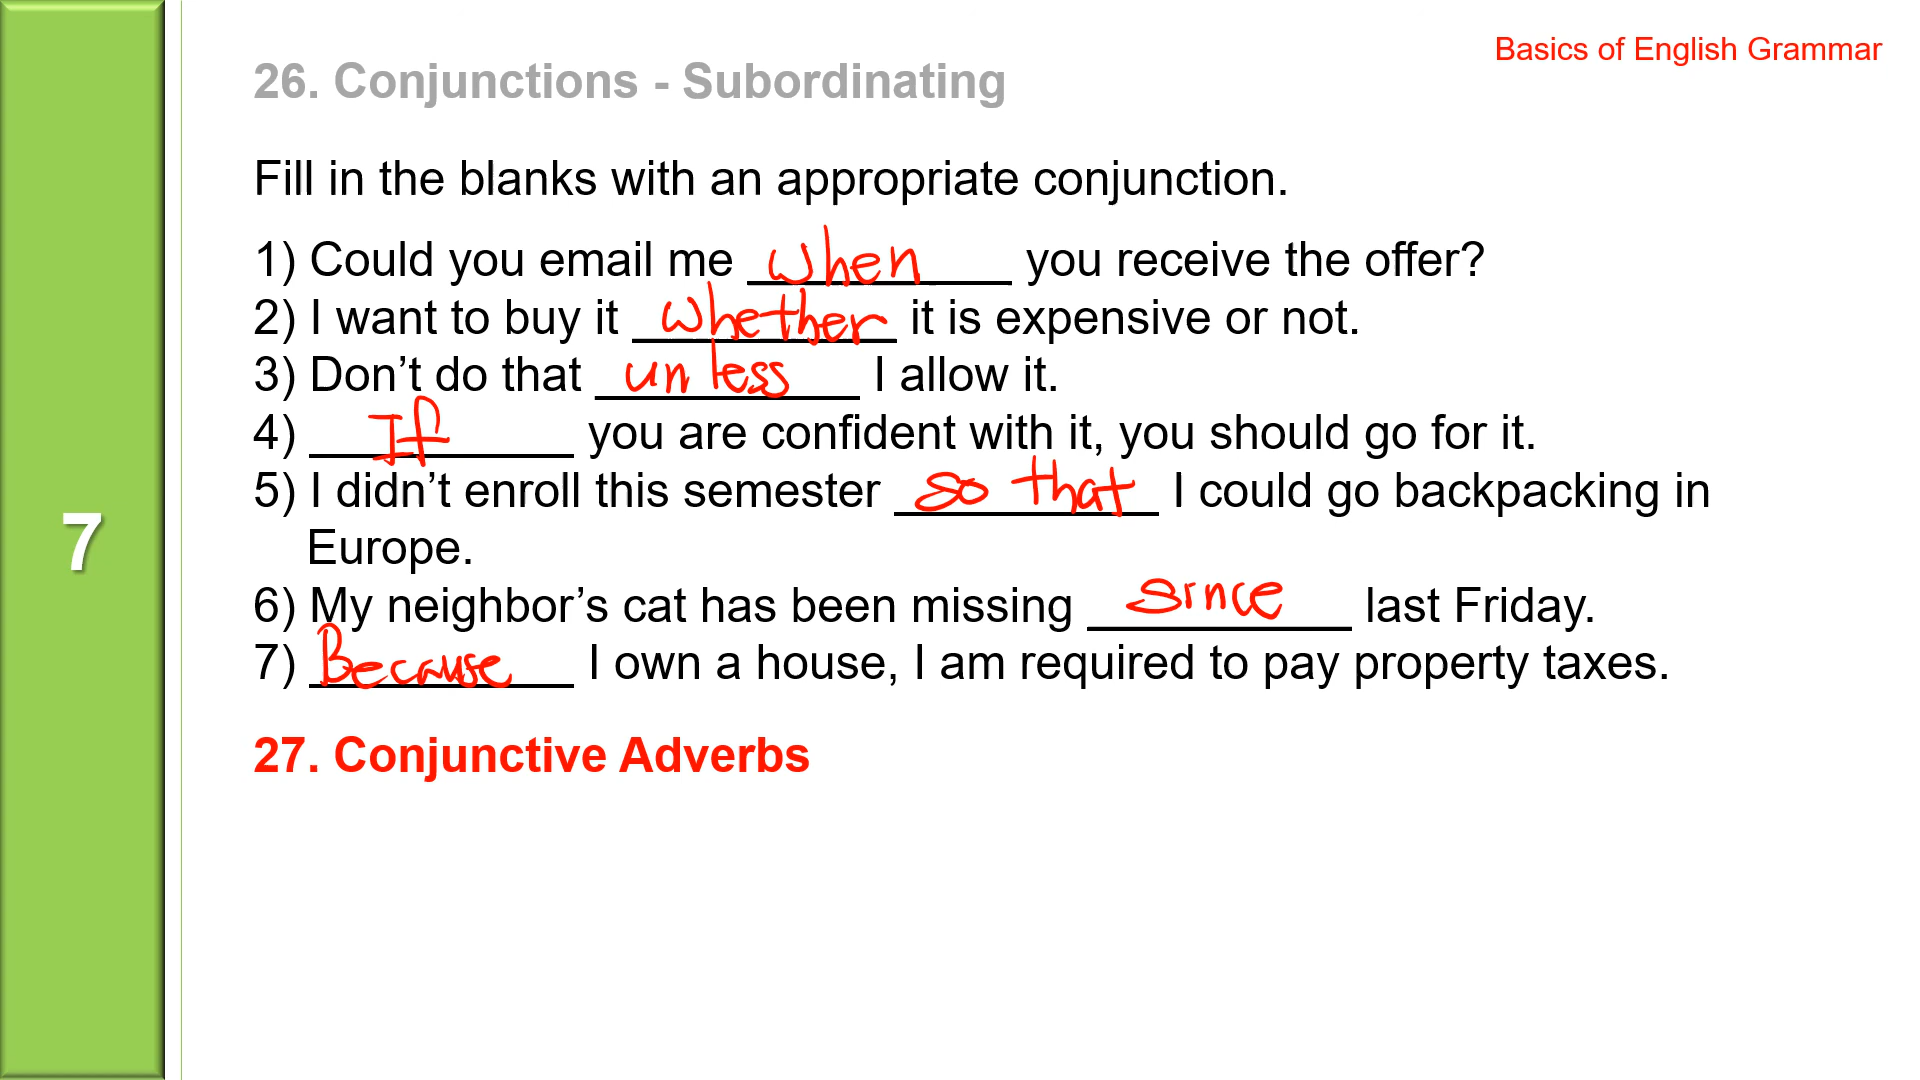 Basics of English Grammar
26. Conjunctions - Subordinating
Fill in the blanks with an appropriate conjunction.
1) Could you email me when you receive the offer?
2) I want to buy it whether it is expensive or not.
3) Don’t do that unless I allow it.
4) If you are confident with it, you should go for it.
5) I didn’t enroll this semester so that I could go backpacking in
Europe.
7
6) My neighbor’s cat has been missing since last Friday.
7) Because I own a house, I am required to pay property taxes.
27. Conjunctive Adverbs